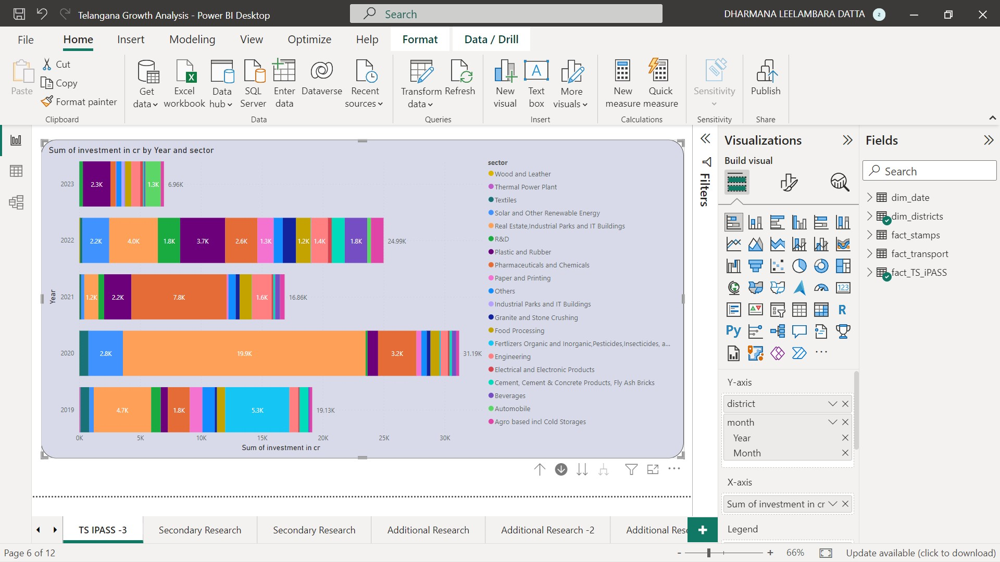 Telangana Growth Analysis - Power BI Desktop
Search
DHARMANA LEELAMBARA DATTA
2
File
Home
Insert
Modeling
View
Optimize
Help
Format
Data / Drill
Paste
Cut
Copy
Format painter
Clipboard
Get data
Excel workbook
Data hub
SQL Server
Enter data
Dataverse
Recent sources
Data
Transform data
Refresh
Queries
New visual
Text box
More visuals
Insert
New measure
Quick measure
Calculations
Sensitivity
Sensitivity
Publish
Share
Sum of investment in cr by Year and sector
Year
2023
2.3K
1.3K
6.96K
2022
2.2K
4.0K
1.8K
3.7K
2.6K
1.3K
1.2K
1.4K
1.8K
24.99K
2021
1.2K
2.2K
7.8K
1.6K
16.86K
2020
2.8K
19.9K
3.2K
31.19K
2019
4.7K
1.8K
5.3K
19.13K
0K
5K
10K
15K
20K
25K
30K
Sum of investment in cr
sector
Wood and Leather
Thermal Power Plant
Textiles
Solar and Other Renewable Energy
Real Estate,Industrial Parks and IT Buildings
R&D
Plastic and Rubber
Pharmaceuticals and Chemicals
Paper and Printing
Others
Industrial Parks and IT Buildings
Granite and Stone Crushing
Food Processing
Fertlizers Organic and Inorganic,Pesticides,Insecticides, a...
Engineering
Electrical and Electronic Products
Cement, Cement & Concrete Products, Fly Ash Bricks
Beverages
Automobile
Agro based incl Cold Storages
Filters
Visualizations
Build visual
123
R
Py
Y-axis
district
month
Year
Month
X-axis
Sum of investment in cr
Legend
Fields
Search
dim_date
dim_districts
fact_stamps
fact_transport
fact_TS_iPASS
TS IPASS -3
Secondary Research
Secondary Research
Additional Research
Additional Research -2
Additional Rese
Page 6 of 12
66%
Update available (click to download)